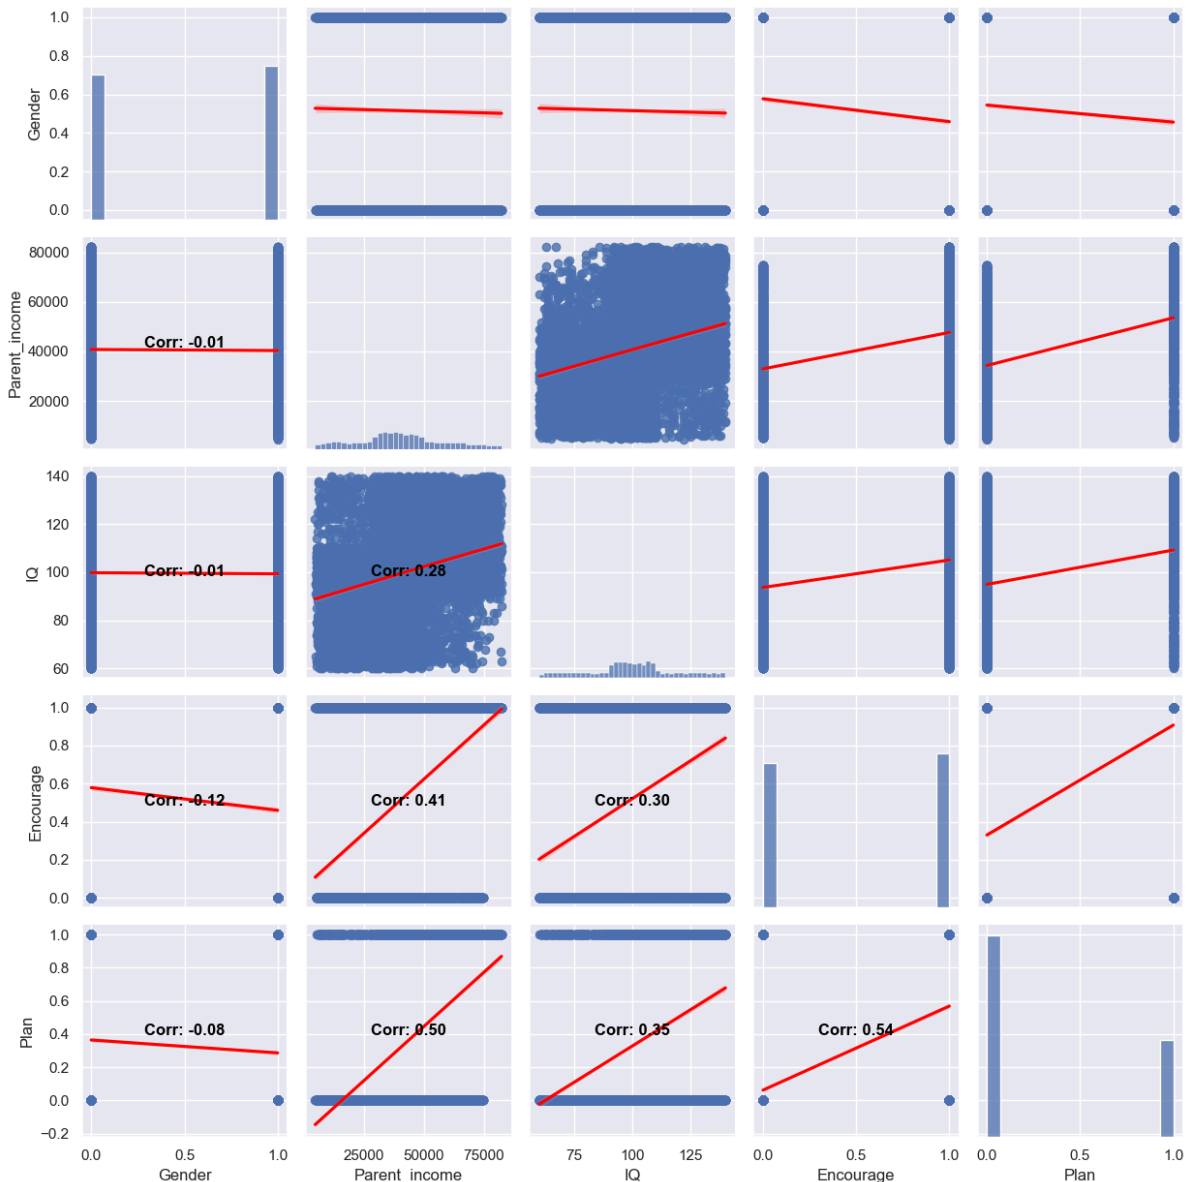 1.0
0.8
0.6
0.4
0.2
0.0
Gender
80000
60000
40000
20000
Parent_income
Corr: -0.01
140
120
100
80
60
IQ
Corr: -0.01
Corr: 0.28
1.0
0.8
0.6
0.4
0.2
0.0
Encourage
Corr: -0.12
Corr: 0.41
Corr: 0.30
1.0
0.8
0.6
0.4
0.2
0.0
−0.2
Plan
Corr: -0.08
Corr: 0.50
Corr: 0.35
Corr: 0.54
0.0 0.5 1.0 25000 50000 75000 75 100 125 0.0 0.5 1.0 0.0 0.5 1.0
Gender Parent_income IQ Encourage Plan